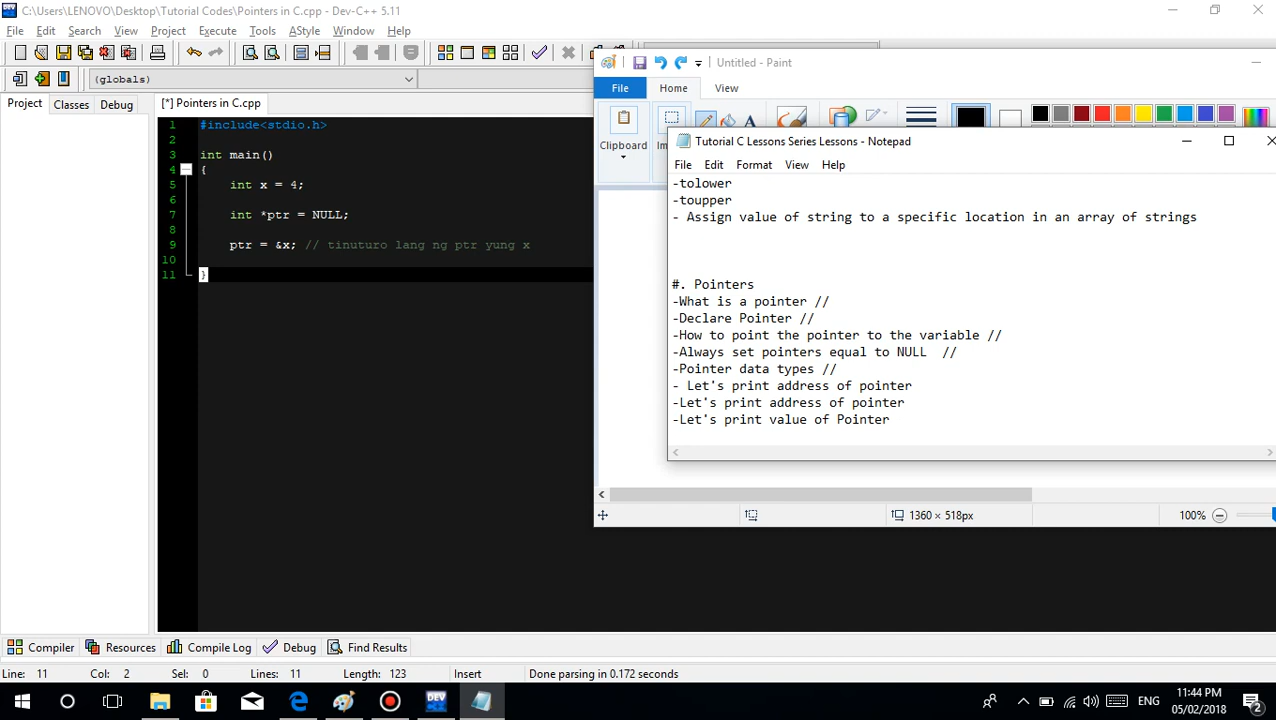 C:\Users\LENOVO\Desktop\Tutorial Codes\Pointers in C.cpp - Dev-C++ 5.11
File Edit Search View Project Execute Tools AStyle Window Help
(globals)
Project Classes Debug
[*] Pointers in C.cpp
1 #include<stdio.h>
2
3 int main()
4 {
5 int x = 4;
6
7 int *ptr = NULL;
8
9 ptr = &x; // tinuturo lang ng ptr yung x
10
11 }
Untitled - Paint
File Home View
Clipboard
Tutorial C Lessons Series Lessons - Notepad
File Edit Format View Help
-tolower
-toupper
- Assign value of string to a specific location in an array of strings
#. Pointers
-What is a pointer //
-Declare Pointer //
-How to point the pointer to the variable //
-Always set pointers equal to NULL //
-Pointer data types //
- Let's print address of pointer
-Let's print address of pointer
-Let's print value of Pointer
1360 × 518px
100%
Compiler Resources Compile Log Debug Find Results
Line: 11 Col: 2 Sel: 0 Lines: 11 Length: 123 Insert Done parsing in 0.172 seconds
DEV
ENG
11:44 PM
05/02/2018
2